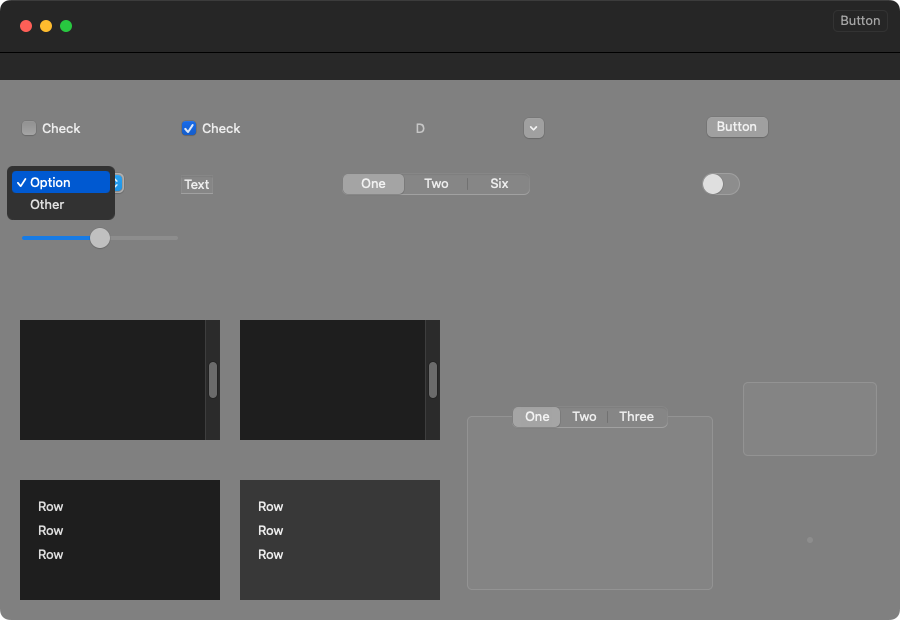 Button
Check
Check
D
Button
Option
Other
Text
One
Two
Six
One
Two
Three
Row
Row
Row
Row
Row
Row